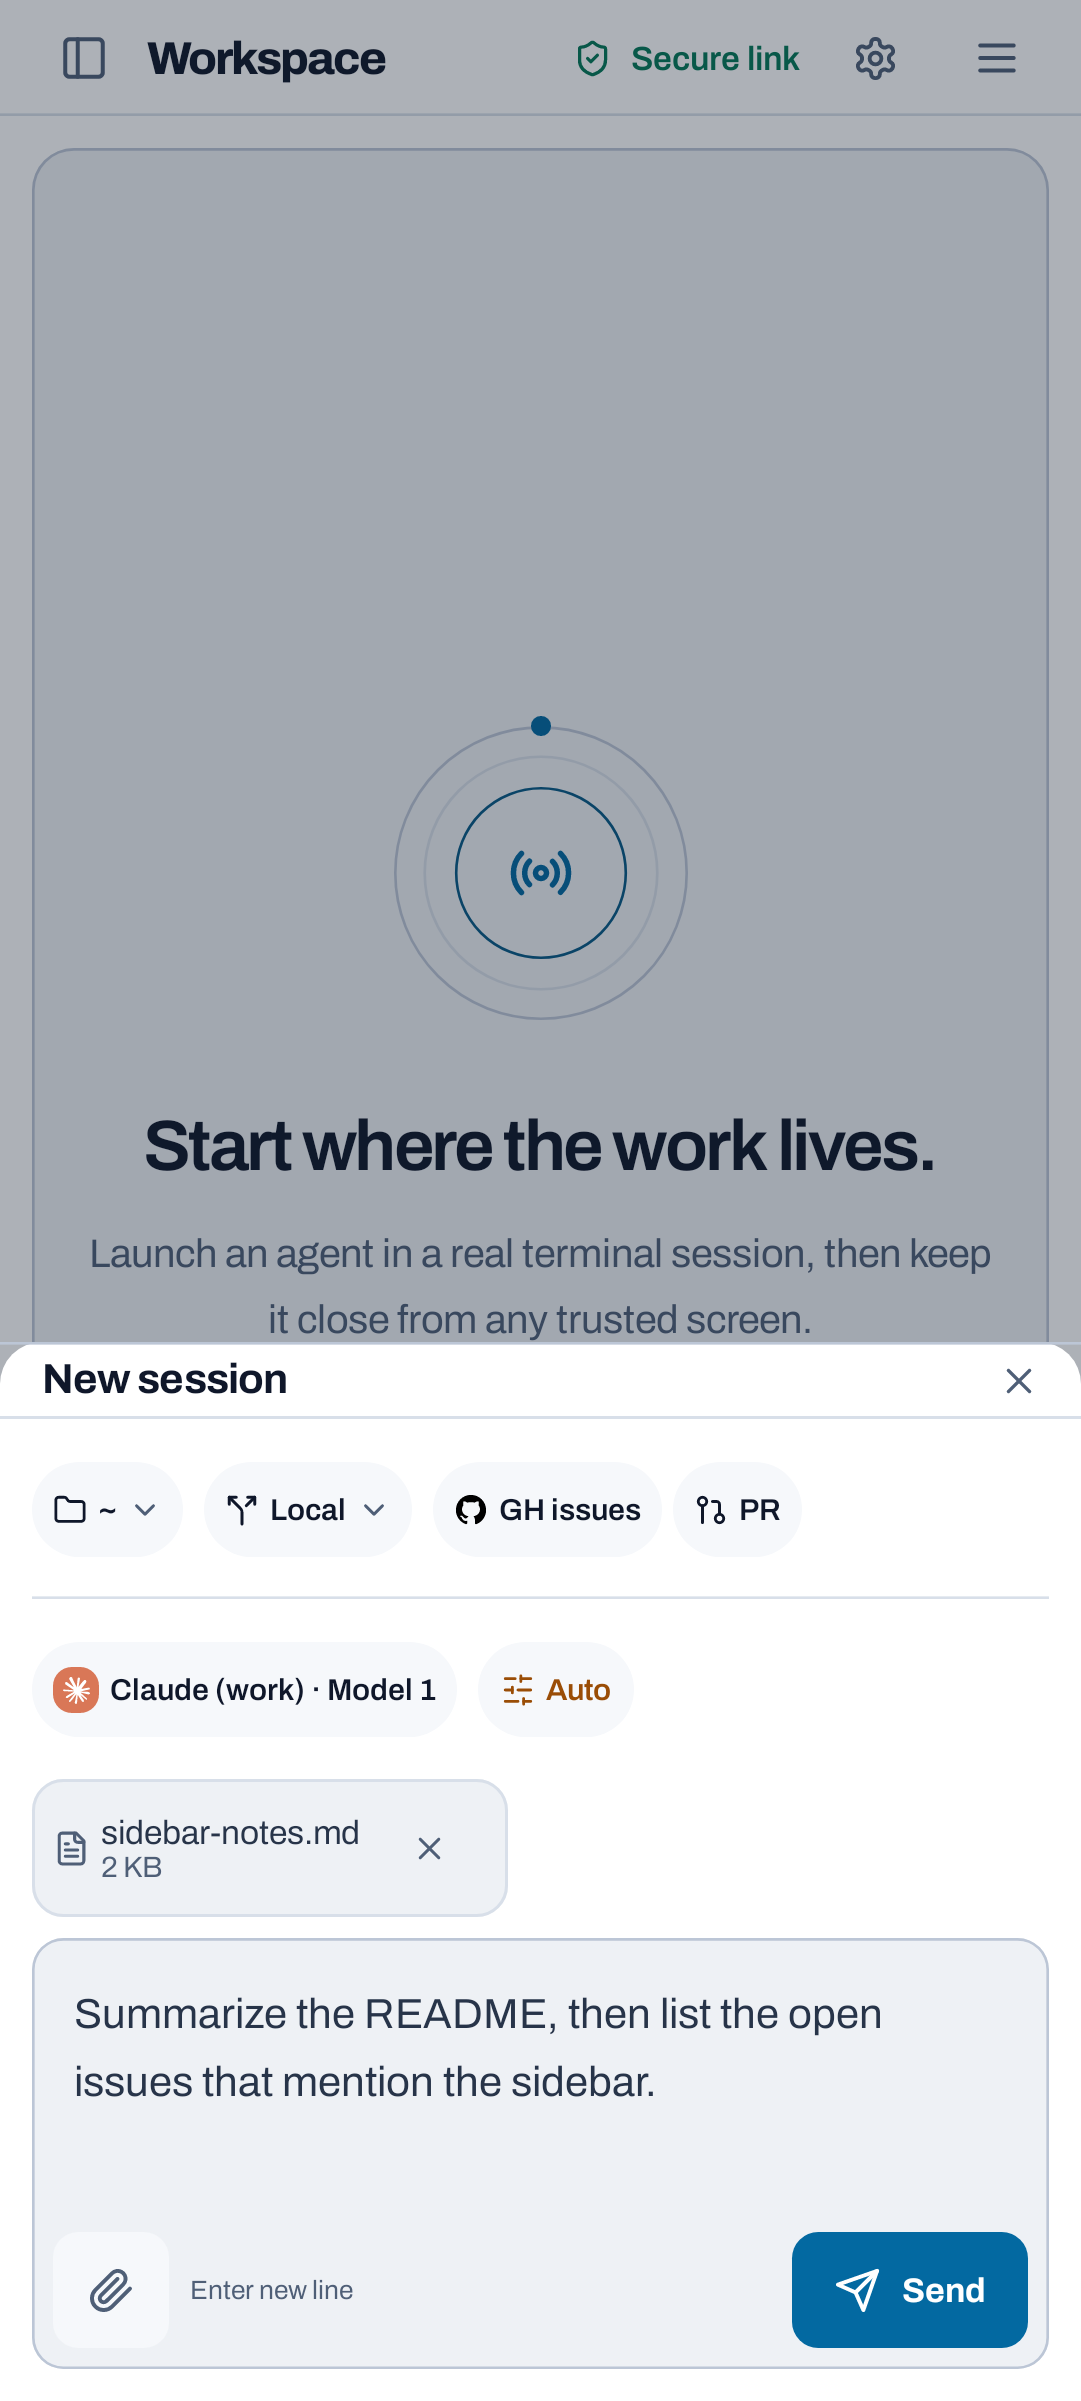 Workspace
Secure link
Start where the work lives.
Launch an agent in a real terminal session, then keep
it close from any trusted screen.
New session
~
Local
GH issues
PR
Claude (work) · Model 1
Auto
sidebar-notes.md
2 KB
Summarize the README, then list the open
issues that mention the sidebar.
Enter new line
Send